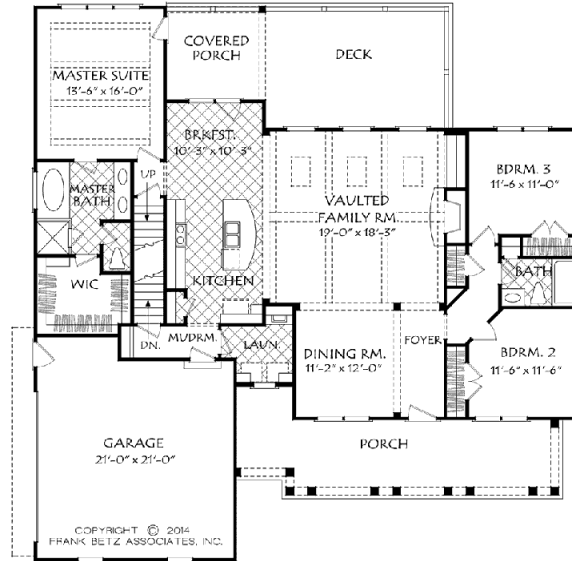 COVERED
PORCH
DECK
MASTER SUITE
13'-6" x 16'-0"
BRKFST.
10'-3" x 10'-3"
UP
MASTER
BATH
VAULTED
FAMILY RM.
19'-0" x 18'-3"
BDRM. 3
11'-6" x 11'-0"
WIC
KITCHEN
BATH
DN.
MUDRM.
LAUN.
DINING RM.
11'-2" x 12'-0"
FOYER
BDRM. 2
11'-6" x 11'-6"
GARAGE
21'-0" x 21'-0"
PORCH
COPYRIGHT © 2014
FRANK BETZ ASSOCIATES, INC.